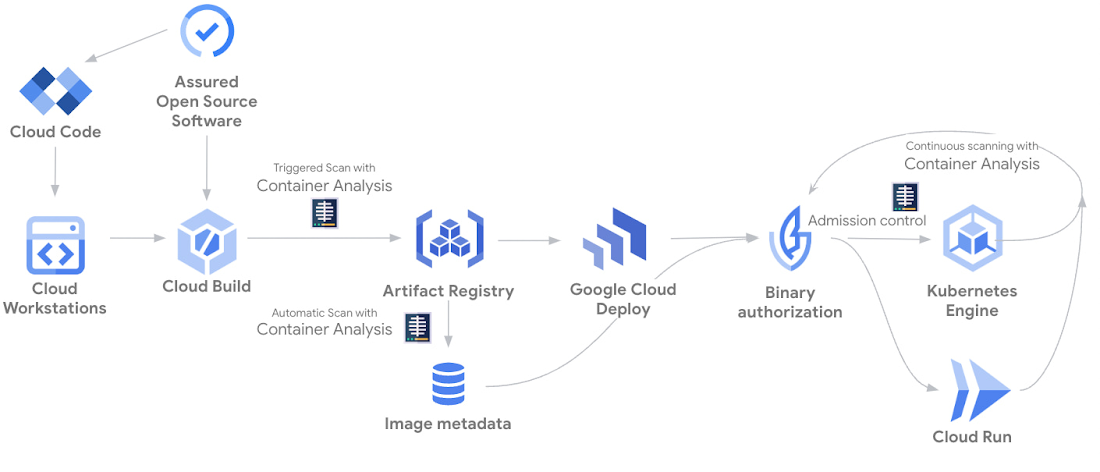 Assured
Open Source
Software
Cloud Code
Triggered Scan with
Container Analysis
Continuous scanning with
Container Analysis
Admission control
Cloud
Workstations
Cloud Build
Artifact Registry
Google Cloud
Deploy
Binary
authorization
Kubernetes
Engine
Automatic Scan with
Container Analysis
Image metadata
Cloud Run